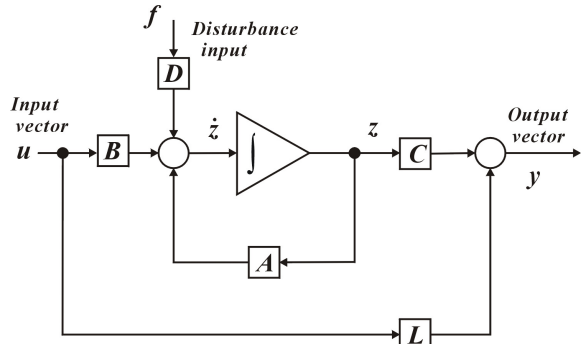 f
Disturbance
input
D
Input
vector
u
B
ż
∫
z
C
Output
vector
y
A
L